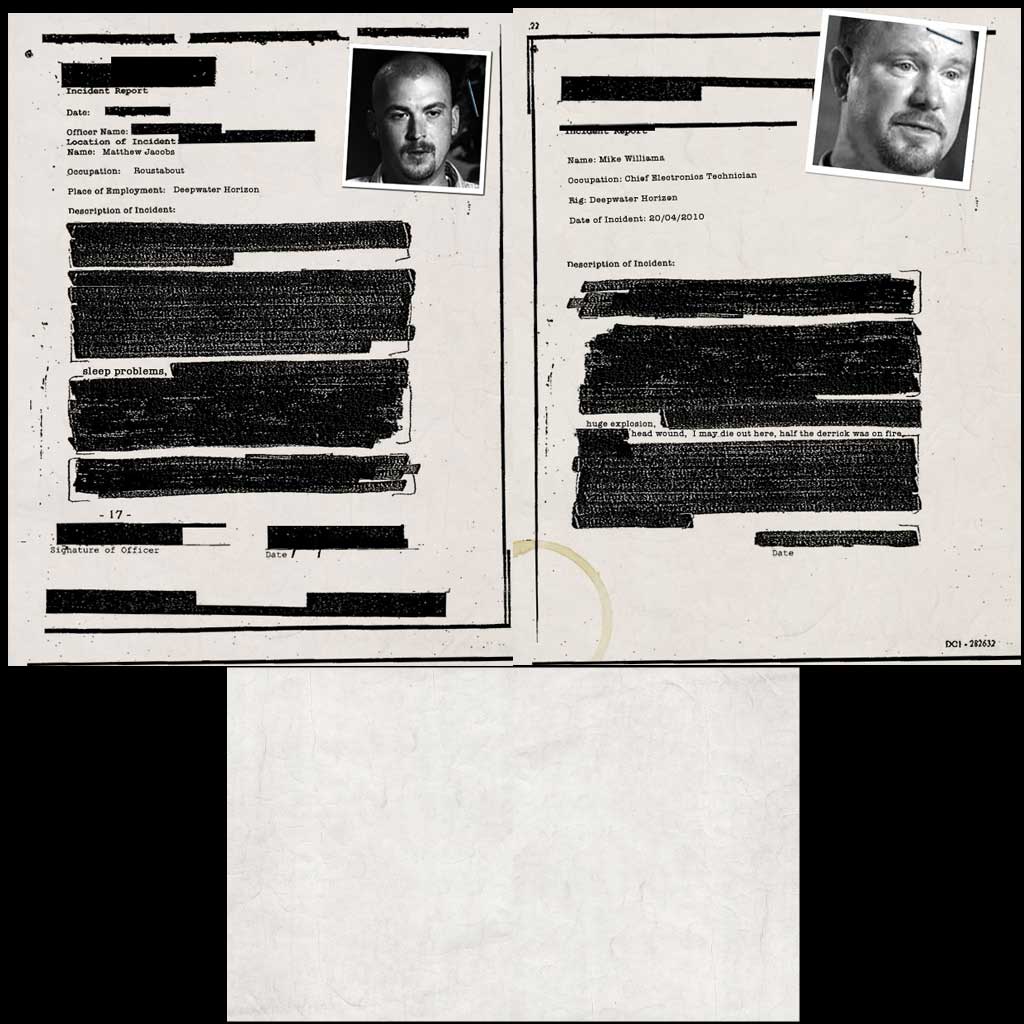 Incident Report
Date:
Officer Name:
Location of Incident:
Name: Matthew Jacobs
Occupation: Roustabout
Place of Employment: Deepwater Horizon
Description of Incident:
sleep problems,
- 17 -
Signature of Officer
Date / /
22
Incident Report
Name: Mike Williams
Occupation: Chief Electronics Technician
Rig: Deepwater Horizon
Date of Incident: 20/04/2010
Description of Incident:
huge explosion,
head wound, I may die out here, half the derrick was on fire,
Date
DC1 - 282632